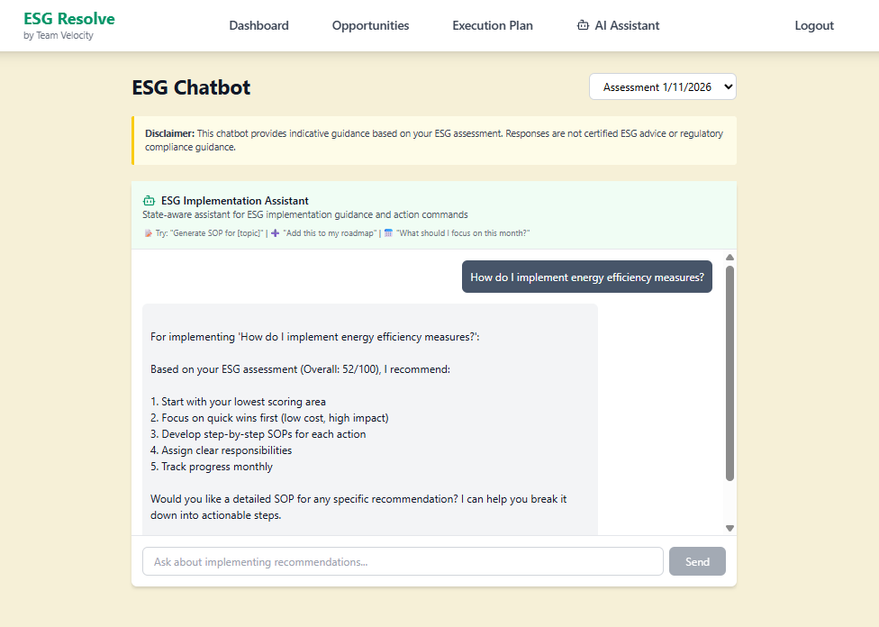 ESG Resolve
by Team Velocity
Dashboard
Opportunities
Execution Plan
AI Assistant
Logout
ESG Chatbot
Assessment 1/11/2026
Disclaimer: This chatbot provides indicative guidance based on your ESG assessment. Responses are not certified ESG advice or regulatory
compliance guidance.
ESG Implementation Assistant
State-aware assistant for ESG implementation guidance and action commands
Try: "Generate SOP for [topic]" | "Add this to my roadmap" | "What should I focus on this month?"
How do I implement energy efficiency measures?
For implementing 'How do I implement energy efficiency measures?':
Based on your ESG assessment (Overall: 52/100), I recommend:
1. Start with your lowest scoring area
2. Focus on quick wins first (low cost, high impact)
3. Develop step-by-step SOPs for each action
4. Assign clear responsibilities
5. Track progress monthly
Would you like a detailed SOP for any specific recommendation? I can help you break it
down into actionable steps.
Ask about implementing recommendations...
Send